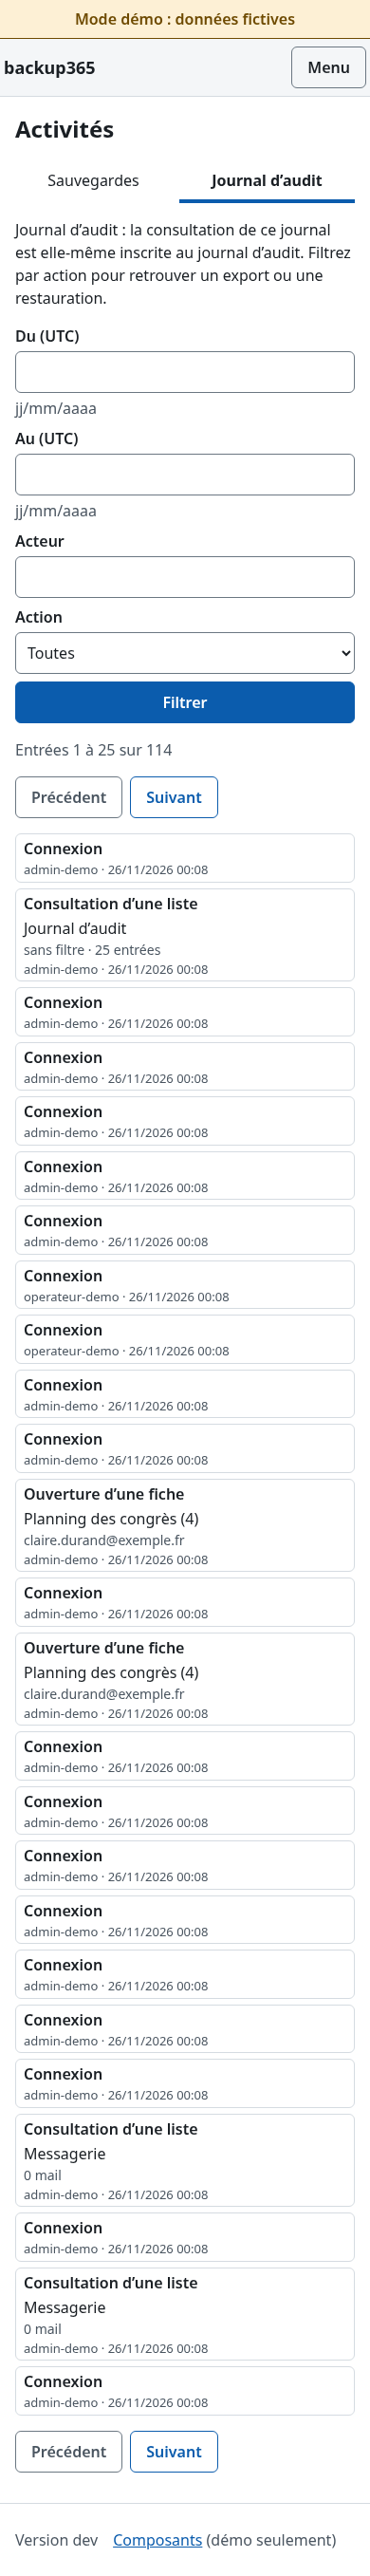 Mode démo : données fictives
backup365
Menu
Activités
Sauvegardes
Journal d’audit
Journal d’audit : la consultation de ce journal
est elle-même inscrite au journal d’audit. Filtrez
par action pour retrouver un export ou une
restauration.
Du (UTC)
jj/mm/aaaa
Au (UTC)
jj/mm/aaaa
Acteur
Action
Toutes
Filtrer
Entrées 1 à 25 sur 114
Précédent
Suivant
Connexion
admin-demo · 26/11/2026 00:08
Consultation d’une liste
Journal d’audit
sans filtre · 25 entrées
admin-demo · 26/11/2026 00:08
Connexion
admin-demo · 26/11/2026 00:08
Connexion
admin-demo · 26/11/2026 00:08
Connexion
admin-demo · 26/11/2026 00:08
Connexion
admin-demo · 26/11/2026 00:08
Connexion
admin-demo · 26/11/2026 00:08
Connexion
operateur-demo · 26/11/2026 00:08
Connexion
operateur-demo · 26/11/2026 00:08
Connexion
admin-demo · 26/11/2026 00:08
Connexion
admin-demo · 26/11/2026 00:08
Ouverture d’une fiche
Planning des congrès (4)
claire.durand@exemple.fr
admin-demo · 26/11/2026 00:08
Connexion
admin-demo · 26/11/2026 00:08
Ouverture d’une fiche
Planning des congrès (4)
claire.durand@exemple.fr
admin-demo · 26/11/2026 00:08
Connexion
admin-demo · 26/11/2026 00:08
Connexion
admin-demo · 26/11/2026 00:08
Connexion
admin-demo · 26/11/2026 00:08
Connexion
admin-demo · 26/11/2026 00:08
Connexion
admin-demo · 26/11/2026 00:08
Connexion
admin-demo · 26/11/2026 00:08
Connexion
admin-demo · 26/11/2026 00:08
Consultation d’une liste
Messagerie
0 mail
admin-demo · 26/11/2026 00:08
Connexion
admin-demo · 26/11/2026 00:08
Consultation d’une liste
Messagerie
0 mail
admin-demo · 26/11/2026 00:08
Connexion
admin-demo · 26/11/2026 00:08
Précédent
Suivant
Version dev
Composants (démo seulement)